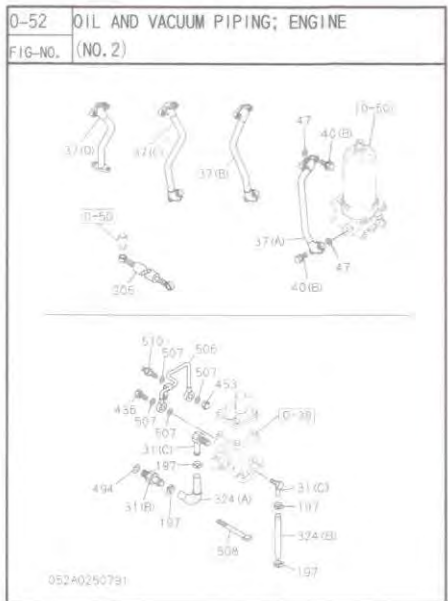 0-52 OIL AND VACUUM PIPING; ENGINE
FIG-NO. (NO.2)
47
40(B)
0-50
37(D)
37(C)
37(B)
37(A)
47
40(B)
0-50
305
510
507
506
507
453
436
507
507
0-30
31(C)
197
494
31(B)
197
324(A)
508
31(C)
197
324(B)
197
052A0250791